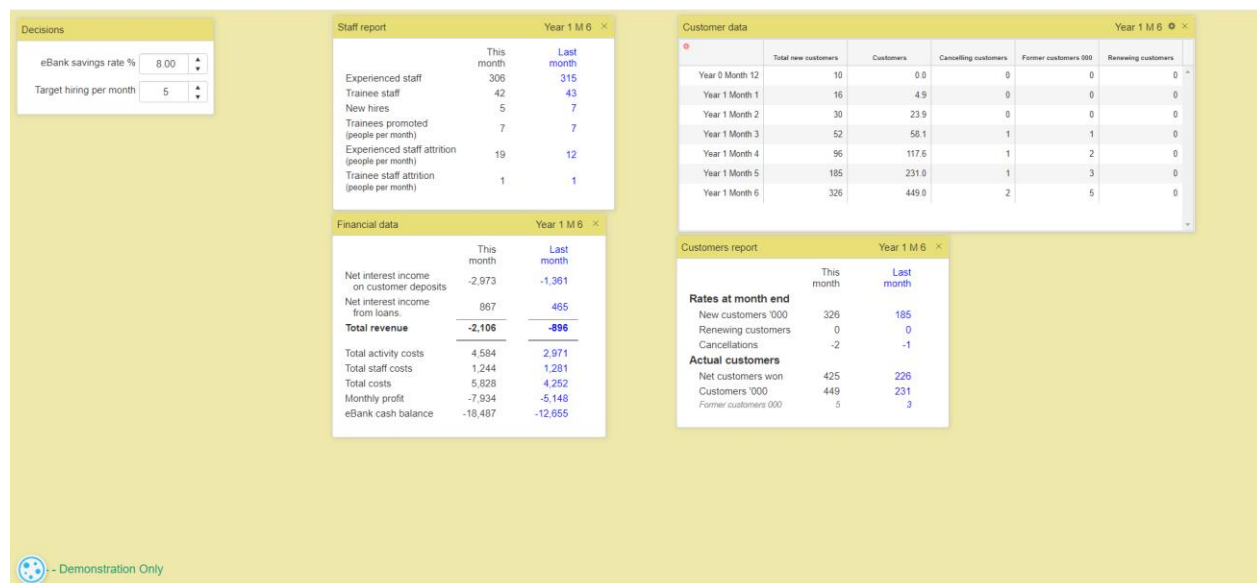 Decisions
eBank savings rate % 8.00
Target hiring per month 5
Staff report Year 1 M 6 ×
This month Last month
Experienced staff 306 315
Trainee staff 42 43
New hires 5 7
Trainees promoted (people per month) 7 7
Experienced staff attrition (people per month) 19 12
Trainee staff attrition (people per month) 1 1
Financial data Year 1 M 6 ×
This month Last month
Net interest income on customer deposits -2,973 -1,361
Net interest income from loans. 867 465
Total revenue -2,106 -896
Total activity costs 4,584 2,971
Total staff costs 1,244 1,281
Total costs 5,828 4,252
Monthly profit -7,934 -5,148
eBank cash balance -18,487 -12,655
Customer data Year 1 M 6 ×
Total new customers Customers Cancelling customers Former customers 000 Renewing customers
Year 0 Month 12 10 0.0 0 0 0
Year 1 Month 1 16 4.9 0 0 0
Year 1 Month 2 30 23.9 0 0 0
Year 1 Month 3 52 58.1 1 1 0
Year 1 Month 4 96 117.6 1 2 0
Year 1 Month 5 185 231.0 1 3 0
Year 1 Month 6 326 449.0 2 5 0
Customers report Year 1 M 6 ×
This month Last month
Rates at month end
New customers '000 326 185
Renewing customers 0 0
Cancellations -2 -1
Actual customers
Net customers won 425 226
Customers '000 449 231
Former customers 000 5 3
- - Demonstration Only